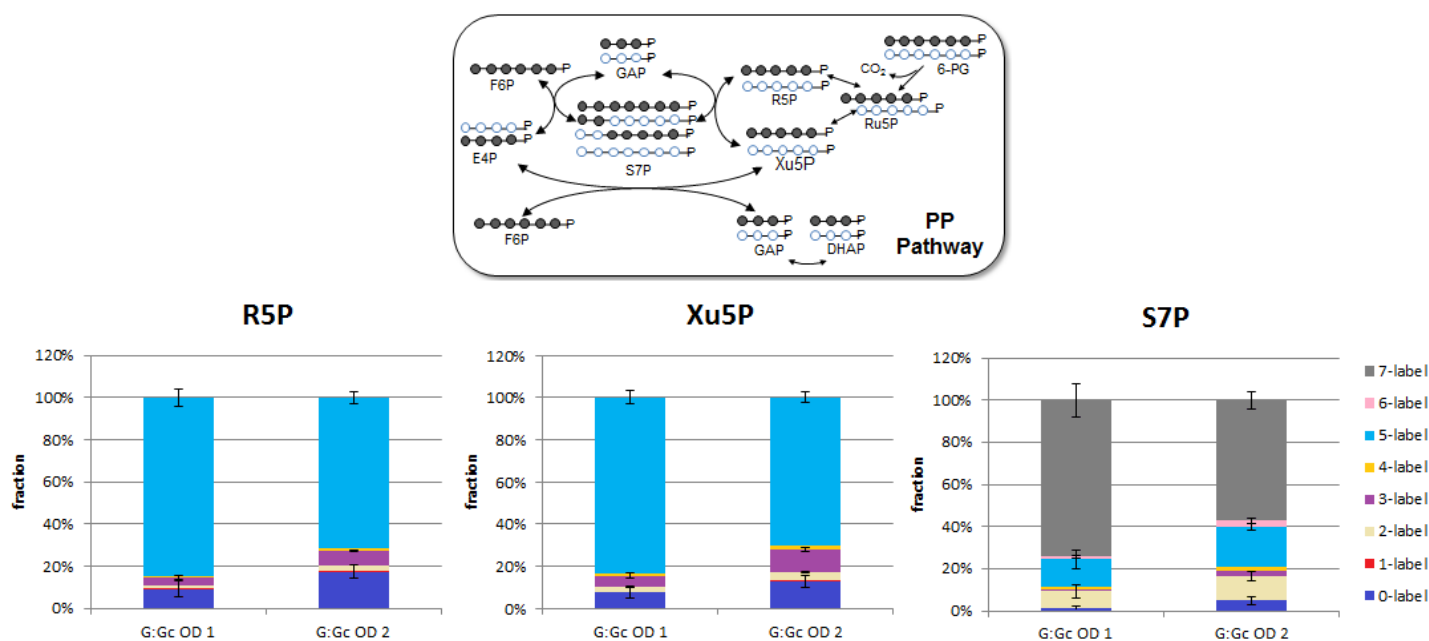 P
P
GAP
P
F6P
P
P
E4P
P
P
P
P
S7P
P
P
R5P
P
P
CO₂
6-PG
P
P
Ru5P
P
P
Xu5P
P
F6P
P
P
GAP
P
P
DHAP
PP
Pathway
R5P
120%
100%
80%
60%
40%
20%
0%
fraction
G:Gc OD 1
G:Gc OD 2
Xu5P
120%
100%
80%
60%
40%
20%
0%
fraction
G:Gc OD 1
G:Gc OD 2
S7P
120%
100%
80%
60%
40%
20%
0%
fraction
G:Gc OD 1
G:Gc OD 2
7-label
6-label
5-label
4-label
3-label
2-label
1-label
0-label